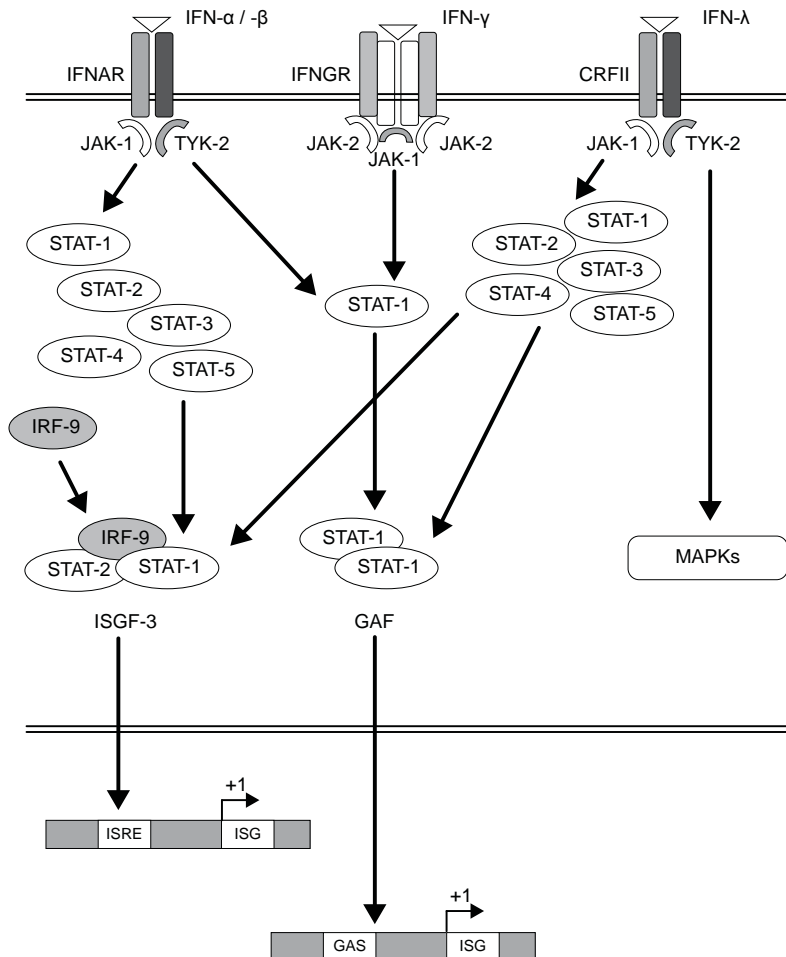 IFN-α / -β
IFN-γ
IFN-λ
IFNAR
IFNGR
CRFII
JAK-1
TYK-2
JAK-2
JAK-1
JAK-2
JAK-1
TYK-2
STAT-1
STAT-2
STAT-3
STAT-4
STAT-5
STAT-1
STAT-1
STAT-2
STAT-3
STAT-4
STAT-5
IRF-9
IRF-9
STAT-2
STAT-1
STAT-1
STAT-1
MAPKs
ISGF-3
GAF
+1
ISRE
ISG
+1
GAS
ISG